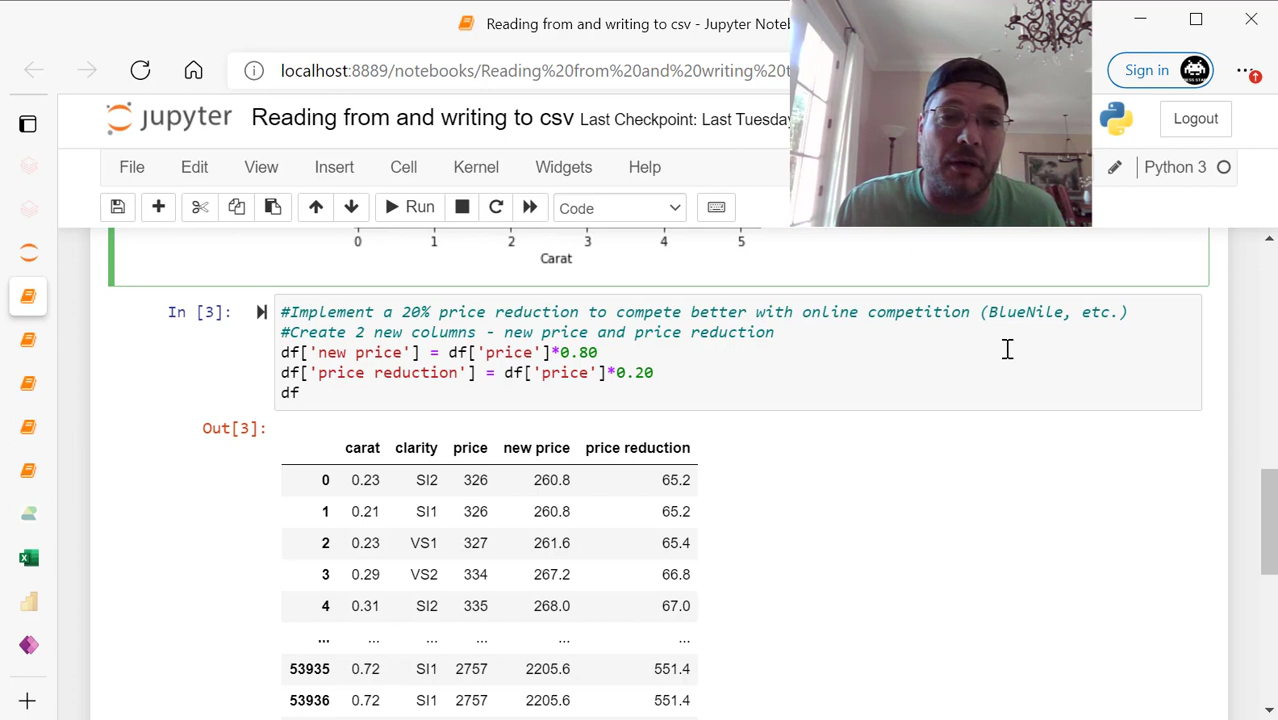 Reading from and writing to csv - Jupyter Noteb
localhost:8889/notebooks/Reading%20from%20and%20writing%20t
Sign in
jupyter
Reading from and writing to csv Last Checkpoint: Last Tuesday
Logout
File Edit View Insert Cell Kernel Widgets Help
Python 3
Run
Code
0 1 2 3 4 5
Carat
In [3]:
#Implement a 20% price reduction to compete better with online competition (BlueNile, etc.)
#Create 2 new columns - new price and price reduction
df['new price'] = df['price']*0.80
df['price reduction'] = df['price']*0.20
df
Out[3]:
carat clarity price new price price reduction
0 0.23 SI2 326 260.8 65.2
1 0.21 SI1 326 260.8 65.2
2 0.23 VS1 327 261.6 65.4
3 0.29 VS2 334 267.2 66.8
4 0.31 SI2 335 268.0 67.0
... ... ... ... ... ...
53935 0.72 SI1 2757 2205.6 551.4
53936 0.72 SI1 2757 2205.6 551.4